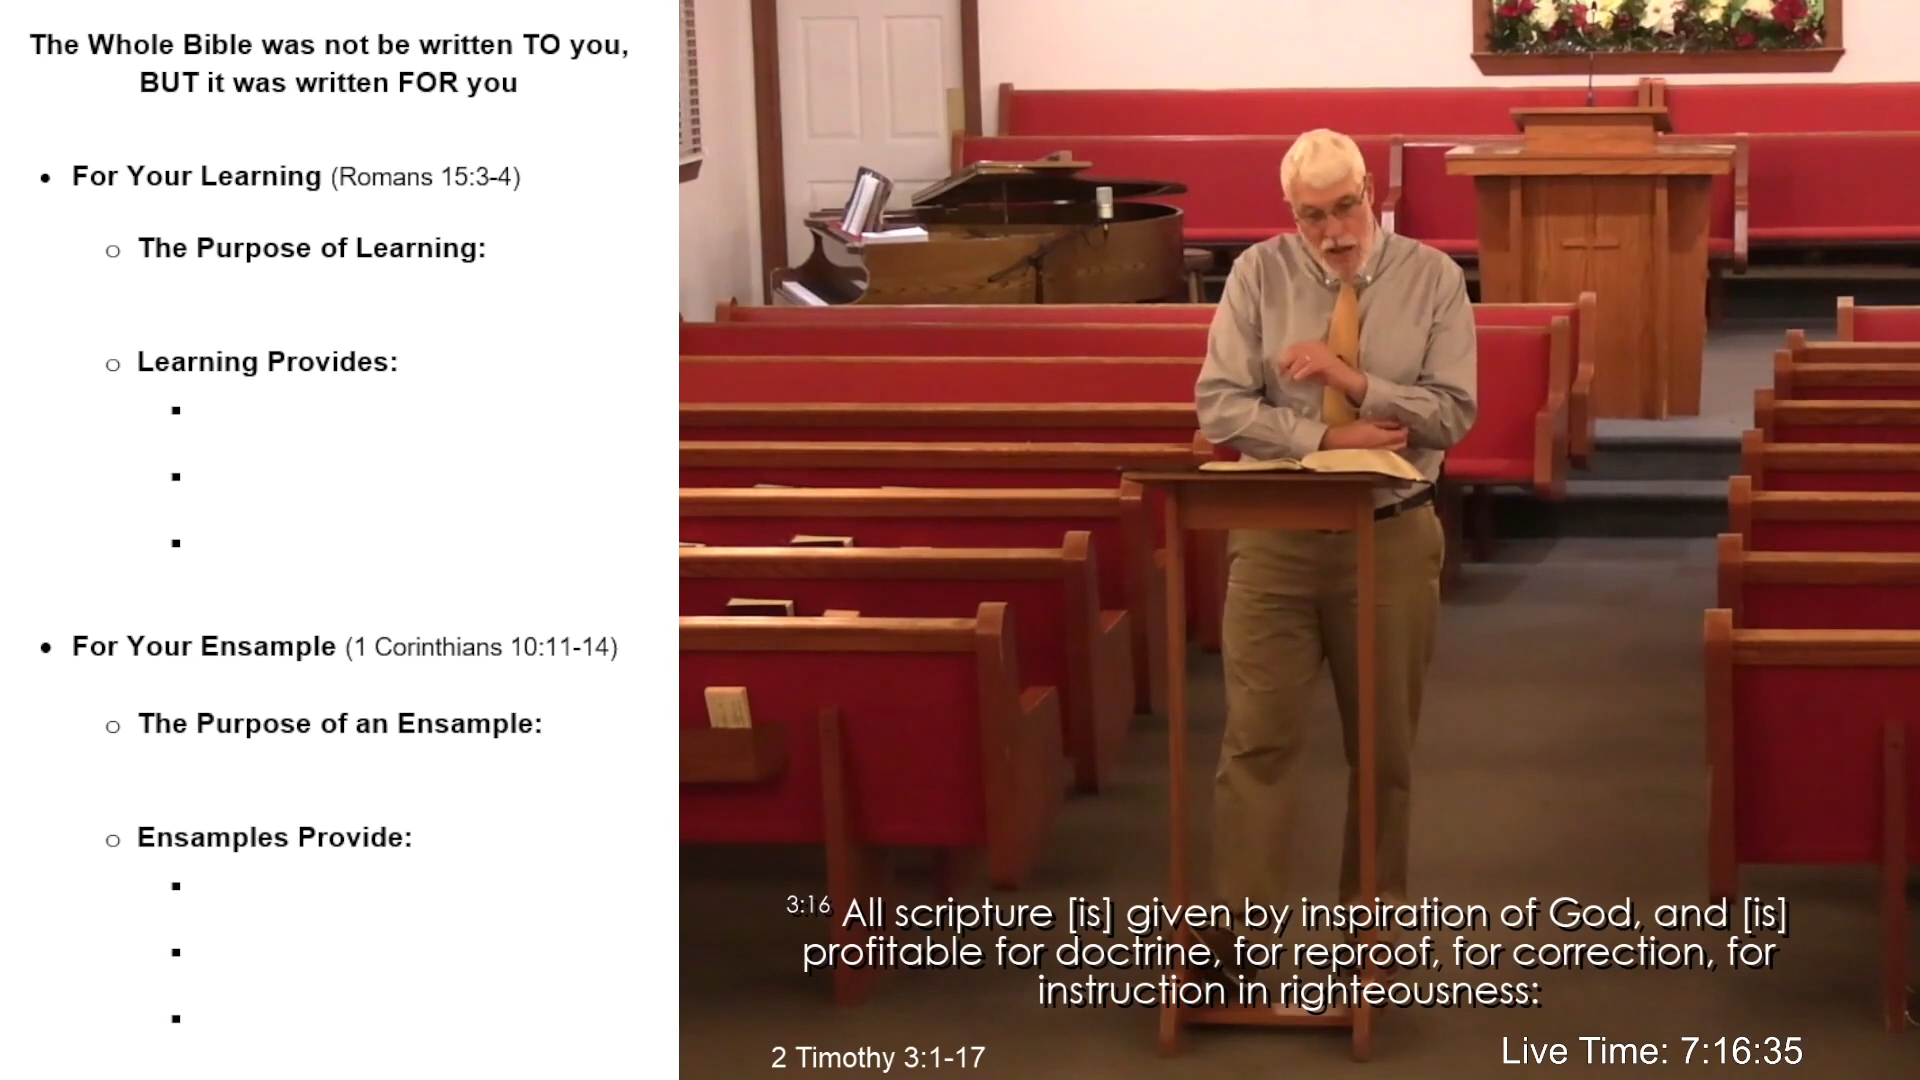 The Whole Bible was not be written TO you,
BUT it was written FOR you
• For Your Learning (Romans 15:3-4)
o The Purpose of Learning:
o Learning Provides:
▪
▪
▪
• For Your Ensample (1 Corinthians 10:11-14)
o The Purpose of an Ensample:
o Ensamples Provide:
▪
▪
▪
3:16 All scripture [is] given by inspiration of God, and [is]
profitable for doctrine, for reproof, for correction, for
instruction in righteousness:
2 Timothy 3:1-17
Live Time: 7:16:35